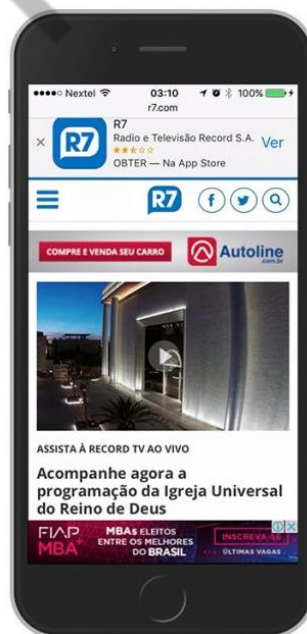 Nextel 03:10 100%
r7.com
R7
R7
Radio e Televisão Record S.A.
OBTER — Na App Store
Ver
R7
COMPRE E VENDA SEU CARRO
Autoline
.com.br
ASSISTA À RECORD TV AO VIVO
Acompanhe agora a
programação da Igreja Universal
do Reino de Deus
FIAP
MBA+
MBAs ELEITOS
ENTRE OS MELHORES
DO BRASIL
INSCREVA-SE
ÚLTIMAS VAGAS